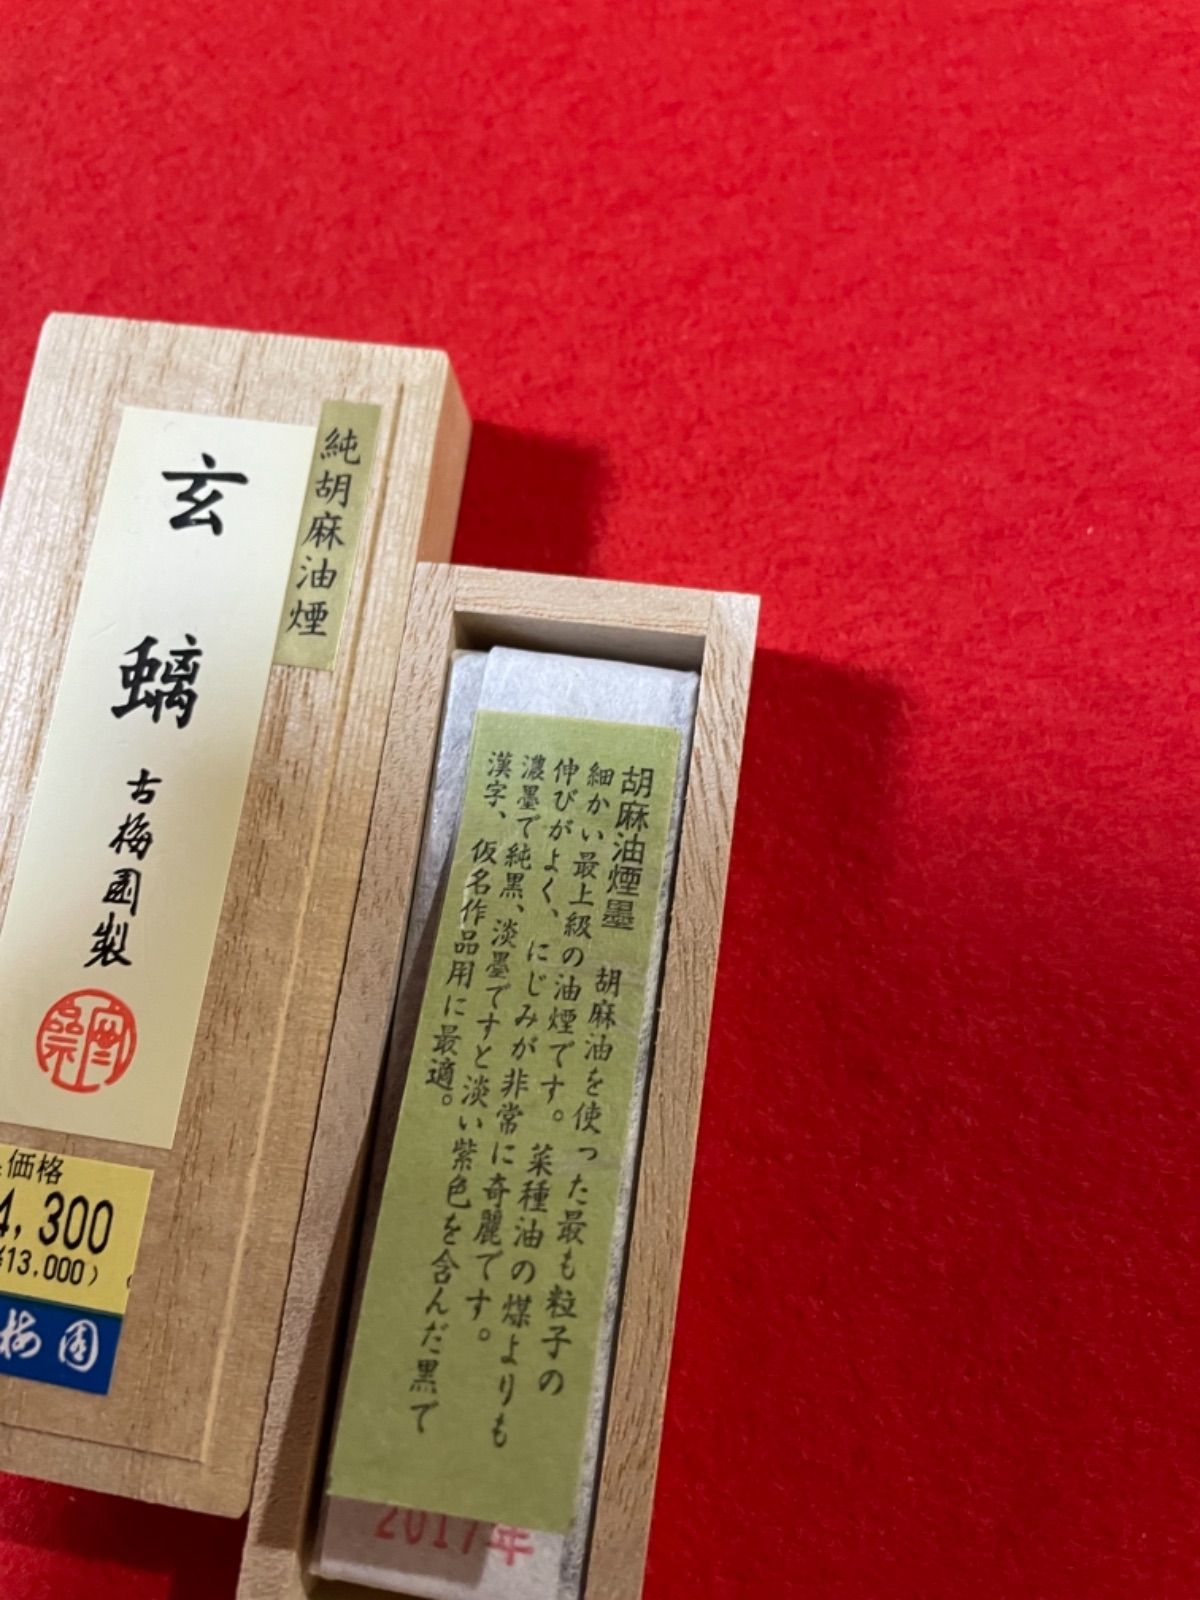 純胡麻油煙
玄螭
古梅園製
価格
4,300
¥13.000)
梅園
胡麻油煙墨 胡麻油を使った最も粒子の
細かい最上級の油煙です。菜種油の煤よりも
伸びがよく、にじみが非常に奇麗です。
濃墨で純黒、淡墨ですと淡い紫色を含んだ黒で
漢字、仮名作品用に最適。
2017年